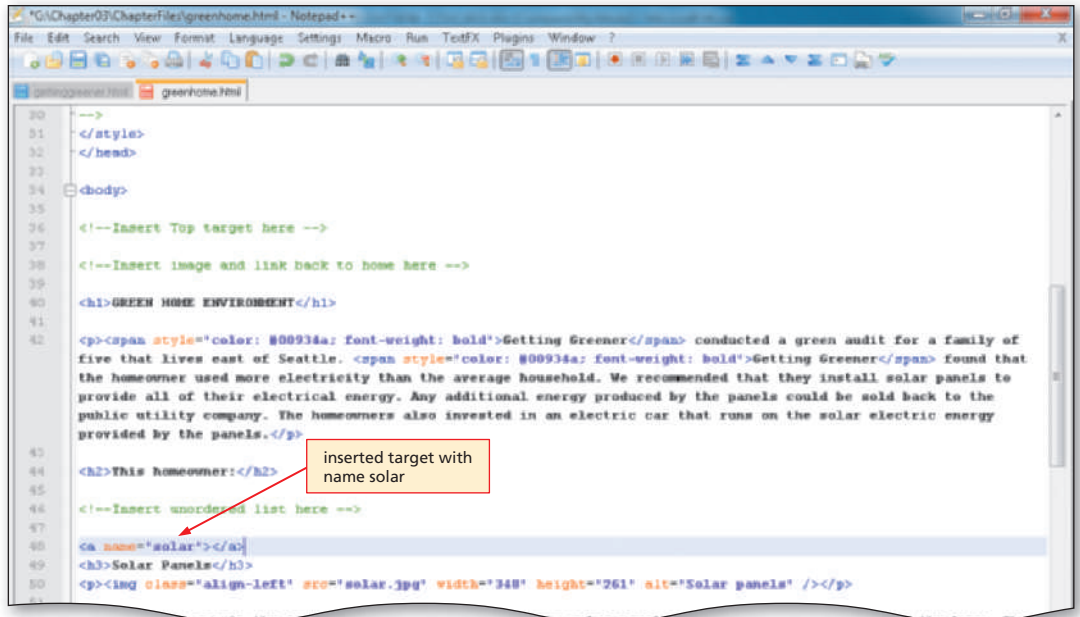 *G:\Chapter03\ChapterFiles\greenhome.html - Notepad++
File Edit Search View Format Language Settings Macro Run TextFX Plugins Window ? X
gettinggreener.html greenhome.html
30 -->
31 </style>
32 </head>
33
34 <body>
35
36 <!--Insert Top target here -->
37
38 <!--Insert image and link back to home here -->
39
40 <h1>GREEN HOME ENVIRONMENT</h1>
41
42 <p><span style="color: #00934a; font-weight: bold">Getting Greener</span> conducted a green audit for a family of
five that lives east of Seattle. <span style="color: #00934a; font-weight: bold">Getting Greener</span> found that
the homeowner used more electricity than the average household. We recommended that they install solar panels to
provide all of their electrical energy. Any additional energy produced by the panels could be sold back to the
public utility company. The homeowners also invested in an electric car that runs on the solar electric energy
provided by the panels.</p>
43
44 <h2>This homeowner:</h2>
inserted target with
name solar
45
46 <!--Insert unordered list here -->
47
48 <a name="solar"></a>
49 <h3>Solar Panels</h3>
50 <p><img class="align-left" src="solar.jpg" width="348" height="261" alt="Solar panels" /></p>
51